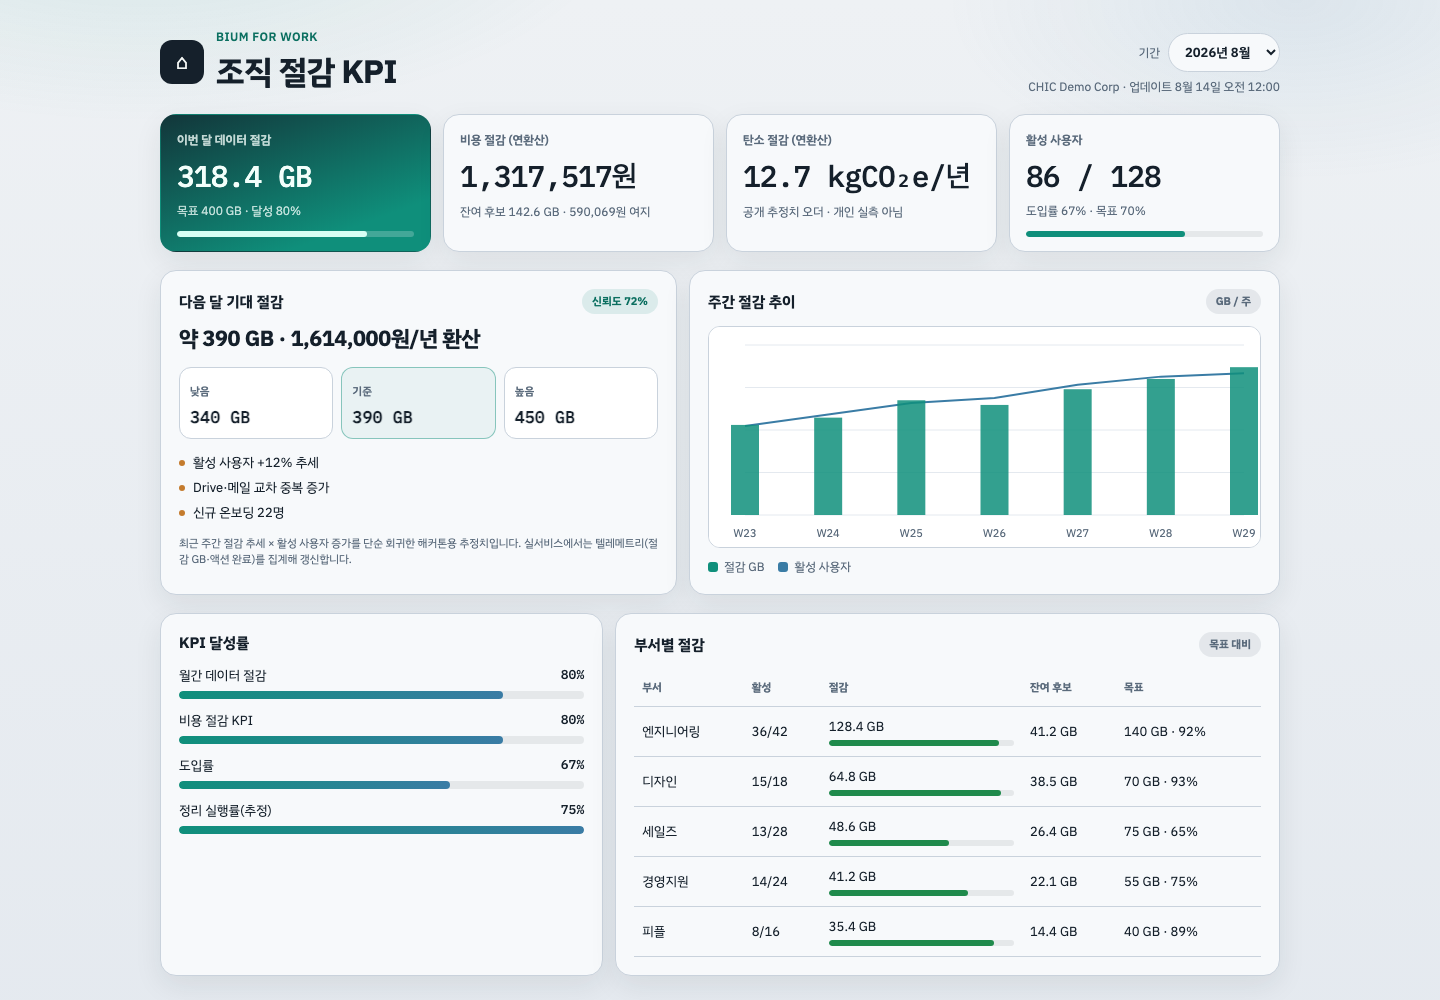 BIUM FOR WORK
조직 절감 KPI
기간
2026년 8월
CHIC Demo Corp · 업데이트 8월 14일 오전 12:00
이번 달 데이터 절감
318.4 GB
목표 400 GB · 달성 80%
비용 절감 (연환산)
1,317,517원
잔여 후보 142.6 GB · 590,069원 여지
탄소 절감 (연환산)
12.7 kgCO₂e/년
공개 추정치 오더 · 개인 실측 아님
활성 사용자
86 / 128
도입률 67% · 목표 70%
다음 달 기대 절감
신뢰도 72%
약 390 GB · 1,614,000원/년 환산
낮음
340 GB
기준
390 GB
높음
450 GB
활성 사용자 +12% 추세
Drive·메일 교차 중복 증가
신규 온보딩 22명
최근 주간 절감 추세 × 활성 사용자 증가를 단순 회귀한 해커톤용 추정치입니다. 실서비스에서는 텔레메트리(절
감 GB·액션 완료)를 집계해 갱신합니다.
주간 절감 추이
GB / 주
W23 W24 W25 W26 W27 W28 W29
절감 GB 활성 사용자
KPI 달성률
월간 데이터 절감 80%
비용 절감 KPI 80%
도입률 67%
정리 실행률(추정) 75%
부서별 절감
목표 대비
부서 활성 절감 잔여 후보 목표
엔지니어링 36/42 128.4 GB 41.2 GB 140 GB · 92%
디자인 15/18 64.8 GB 38.5 GB 70 GB · 93%
세일즈 13/28 48.6 GB 26.4 GB 75 GB · 65%
경영지원 14/24 41.2 GB 22.1 GB 55 GB · 75%
피플 8/16 35.4 GB 14.4 GB 40 GB · 89%